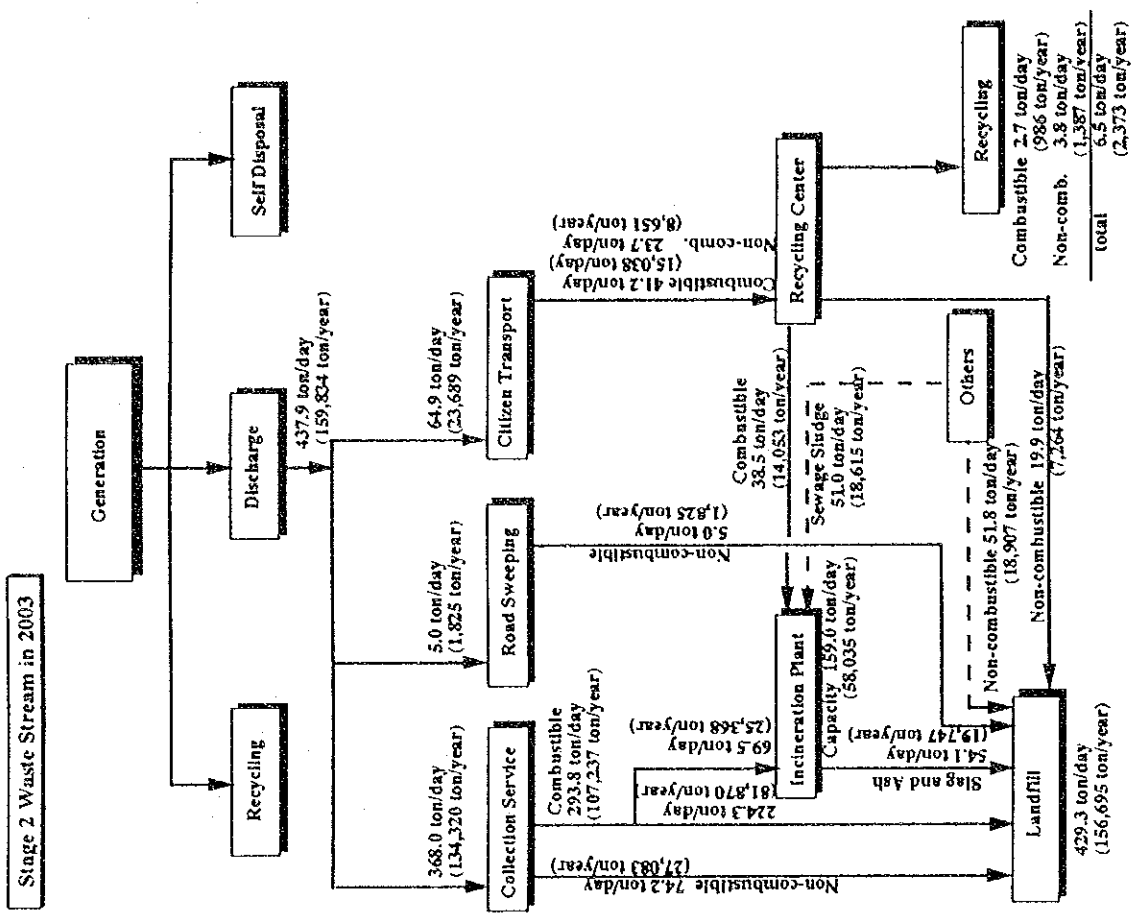 Stage 2 Waste Stream in 2003
Generation
Recycling
Discharge
Self Disposal
437.9 ton/day
(159,834 ton/year)
368.0 ton/day
(134,320 ton/year)
5.0 ton/day
(1,825 ton/year)
64.9 ton/day
(23,689 ton/year)
Collection Service
Road Sweeping
Citizen Transport
Combustible
293.8 ton/day
(107,237 ton/year)
Non-combustible 74.2 ton/day
(27,083 ton/year)
224.3 ton/day
(81,870 ton/year)
69.5 ton/day
(25,368 ton/year)
Non-combustible
5.0 ton/day
(1,825 ton/year)
Combustible 41.2 ton/day
(15,038 ton/year)
Non-comb. 23.7 ton/day
(8,651 ton/year)
Combustible
38.5 ton/day
(14,053 ton/year)
Sewage Sludge
51.0 ton/day
(18,615 ton/year)
Incineration Plant
Capacity 159.0 ton/day
(58,035 ton/year)
Recycling Center
Slag and Ash
54.1 ton/day
(19,747 ton/year)
Others
Non-combustible 51.8 ton/day
(18,907 ton/year)
Non-combustible 19.9 ton/day
(7,264 ton/year)
Landfill
429.3 ton/day
(156,695 ton/year)
Recycling
Combustible 2.7 ton/day
(986 ton/year)
Non-comb. 3.8 ton/day
(1,387 ton/year)
total 6.5 ton/day
(2,373 ton/year)